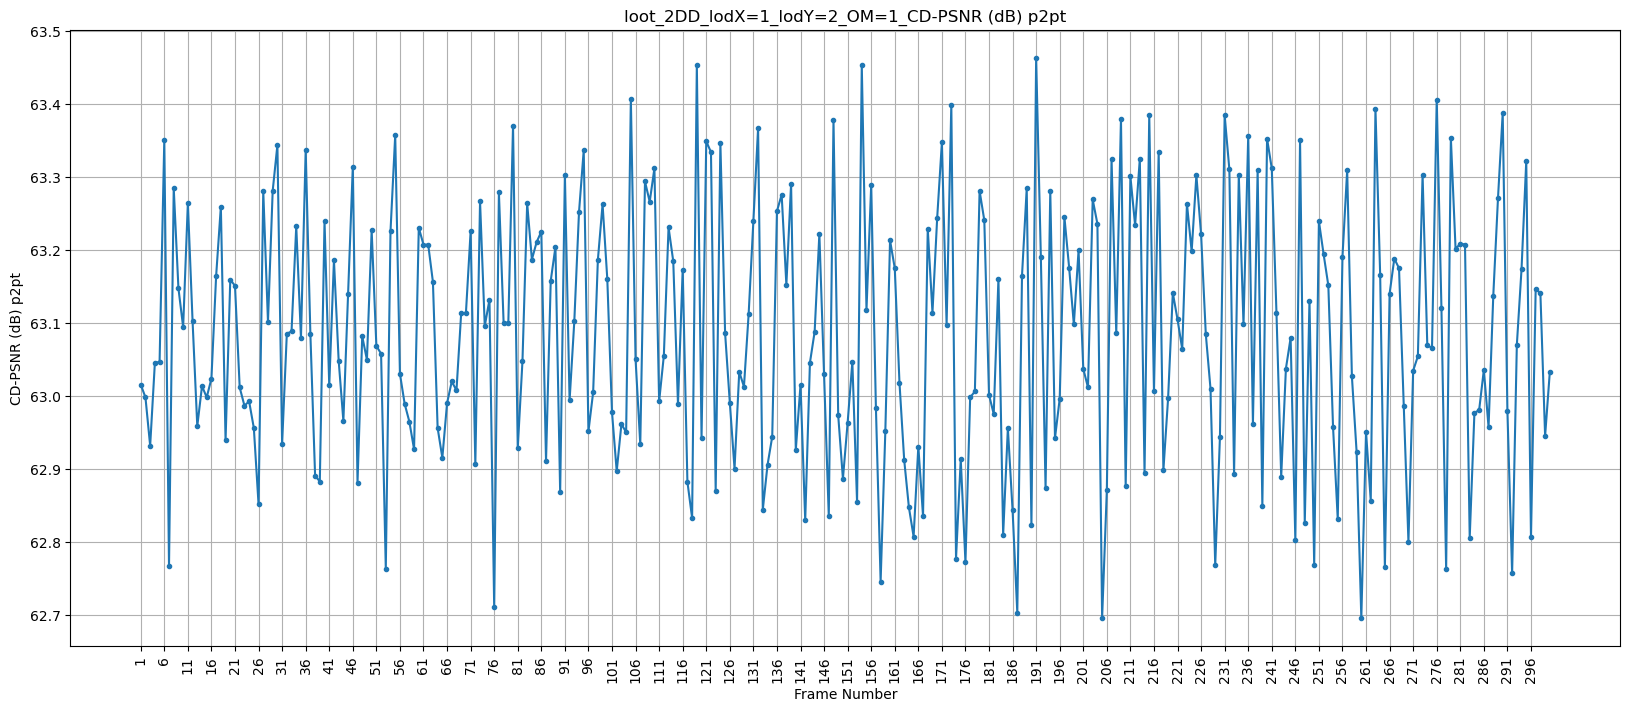 loot_2DD_lodX=1_lodY=2_OM=1_CD-PSNR (dB) p2pt
CD-PSNR (dB) p2pt
63.5
63.4
63.3
63.2
63.1
63.0
62.9
62.8
62.7
1 6 11 16 21 26 31 36 41 46 51 56 61 66 71 76 81 86 91 96 101 106 111 116 121 126 131 136 141 146 151 156 161 166 171 176 181 186 191 196 201 206 211 216 221 226 231 236 241 246 251 256 261 266 271 276 281 286 291 296
Frame Number